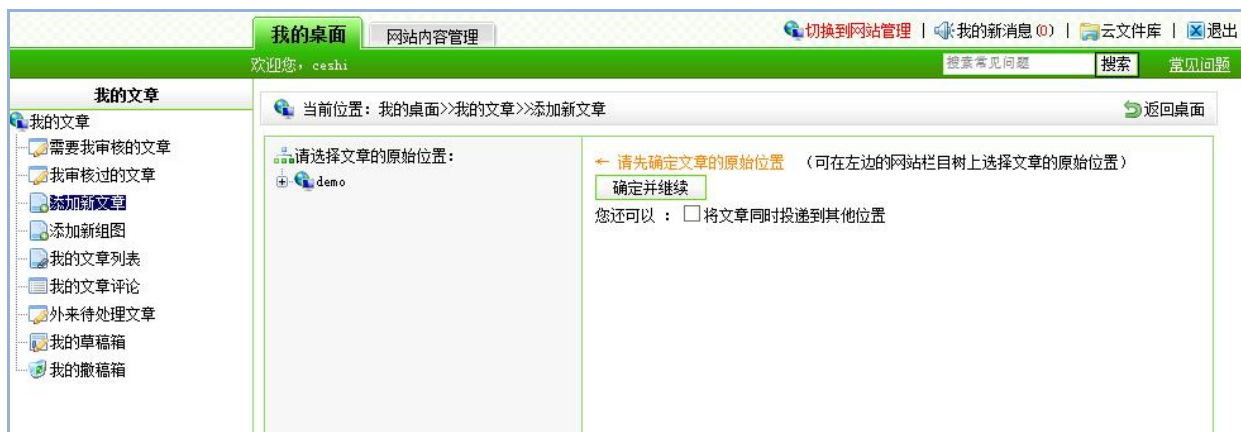 我的桌面 网站内容管理 切换到网站管理 | 我的新消息(0) | 云文件库 | 退出
欢迎您，ceshi 搜索常见问题 搜索 常见问题
我的文章
当前位置：我的桌面>>我的文章>>添加新文章 返回桌面
我的文章
需要我审核的文章
我审核过的文章
添加新文章
添加新组图
我的文章列表
我的文章评论
外来待处理文章
我的草稿箱
我的撤稿箱
请选择文章的原始位置：
demo
← 请先确定文章的原始位置 （可在左边的网站栏目树上选择文章的原始位置）
确定并继续
您还可以 ： 将文章同时投递到其他位置